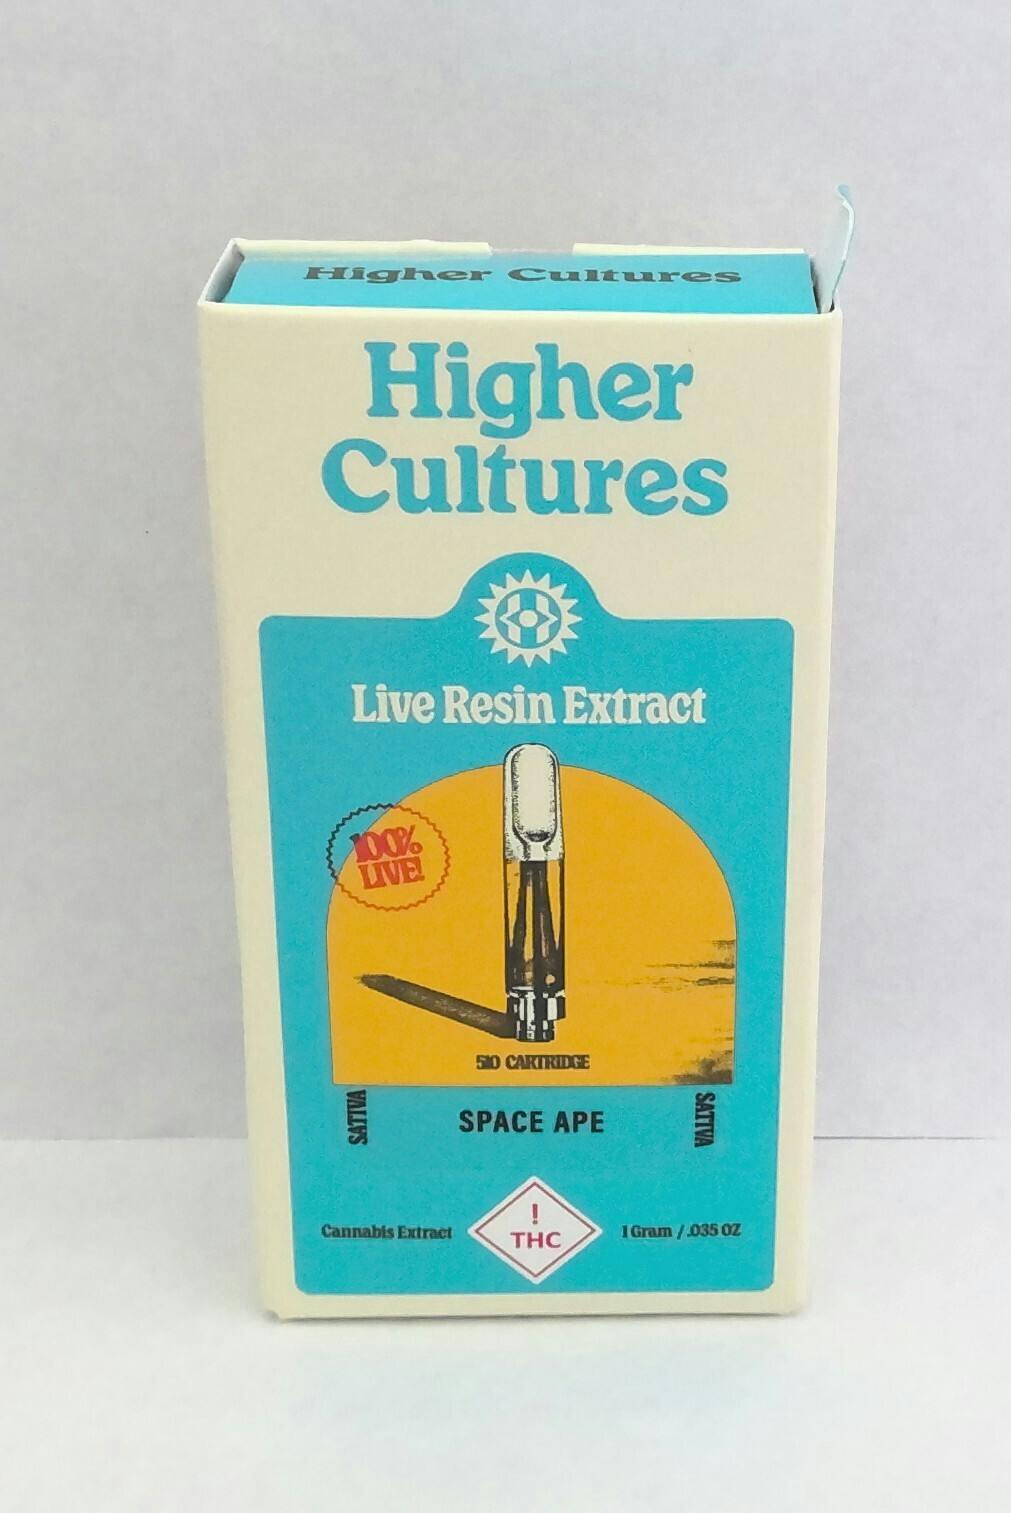 Higher Cultures
Higher
Cultures
Live Resin Extract
100%
LIVE!
510 CARTRIDGE
SATIVA
SPACE APE
SATIVA
Cannabis Extract
!
THC
1 Gram / .035 OZ